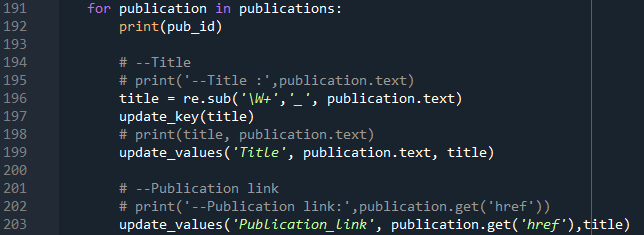 191 for publication in publications:
192 print(pub_id)
193
194 # --Title
195 # print('--Title :',publication.text)
196 title = re.sub('\W+','_', publication.text)
197 update_key(title)
198 # print(title, publication.text)
199 update_values('Title', publication.text, title)
200
201 # --Publication link
202 # print('--Publication link:',publication.get('href'))
203 update_values('Publication_link', publication.get('href'),title)